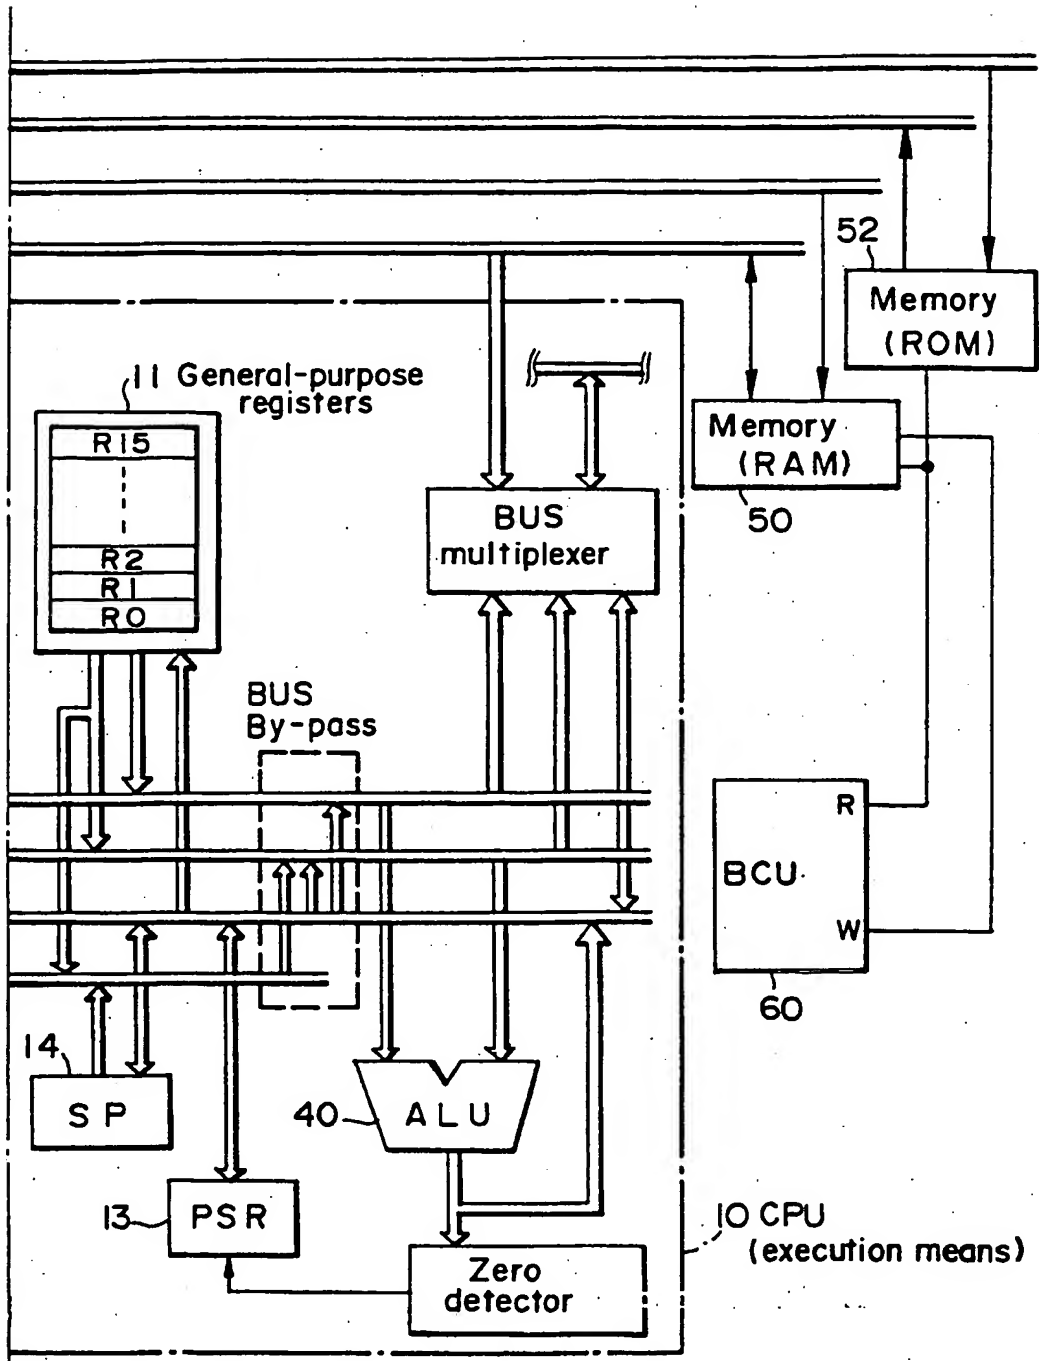 52
Memory
(ROM)
11 General-purpose
registers
R15
R2
R1
R0
Memory
(RAM)
50
BUS
multiplexer
BUS
By-pass
R
BCU
W
60
14
SP
40
ALU
13
PSR
10 CPU
(execution means)
Zero
detector